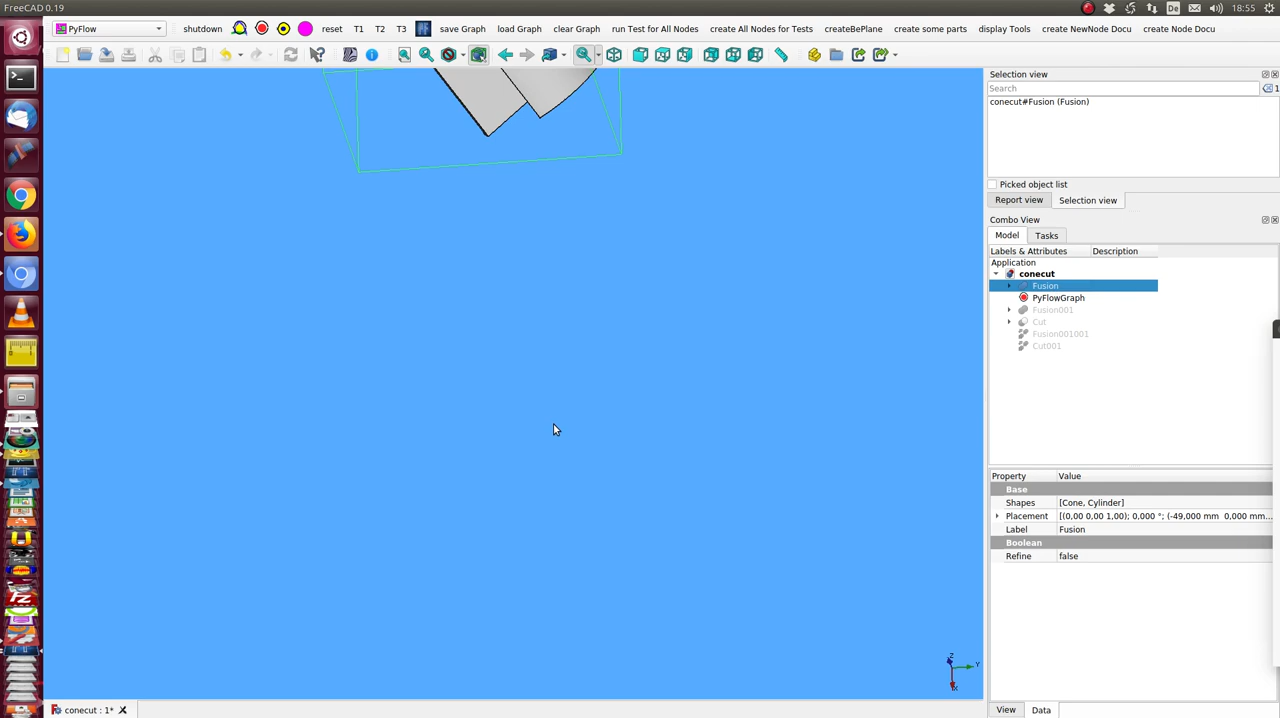 FreeCAD 0.19
De
18:55
PyFlow
shutdown
reset
T1
T2
T3
save Graph
load Graph
clear Graph
run Test for All Nodes
create All Nodes for Tests
createBePlane
create some parts
display Tools
create NewNode Docu
create Node Docu
Selection view
Search
1
conecut#Fusion (Fusion)
Picked object list
Report view
Selection view
Combo View
Model
Tasks
Labels & Attributes
Description
Application
conecut
Fusion
PyFlowGraph
Fusion001
Cut
Fusion001001
Cut001
Property
Value
Base
Shapes
[Cone, Cylinder]
Placement
[(0,00 0,00 1,00); 0,000 °; (-49,000 mm 0,000 mm...
Label
Fusion
Boolean
Refine
false
Z
Y
X
conecut : 1*
View
Data